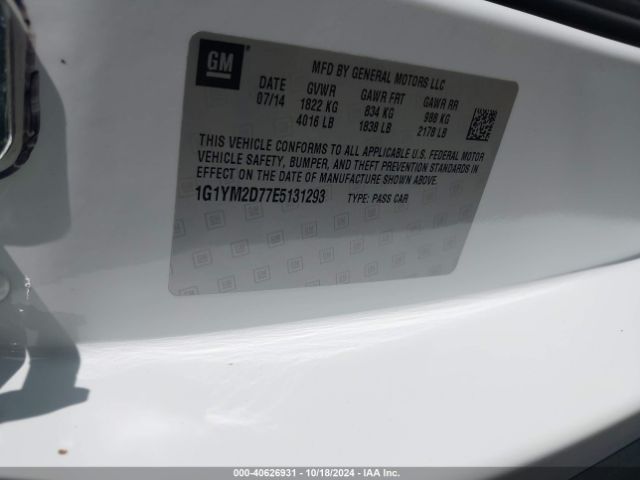 GM
MFD BY GENERAL MOTORS LLC
DATE GVWR GAWR FRT GAWR RR
07/14 1822 KG 834 KG 988 KG
4016 LB 1838 LB 2178 LB
THIS VEHICLE CONFORMS TO ALL APPLICABLE U.S. FEDERAL MOTOR
VEHICLE SAFETY, BUMPER, AND THEFT PREVENTION STANDARDS IN
EFFECT ON THE DATE OF MANUFACTURE SHOWN ABOVE.
1G1YM2D77E5131293 TYPE: PASS CAR
000-40626931 - 10/18/2024 - IAA Inc.